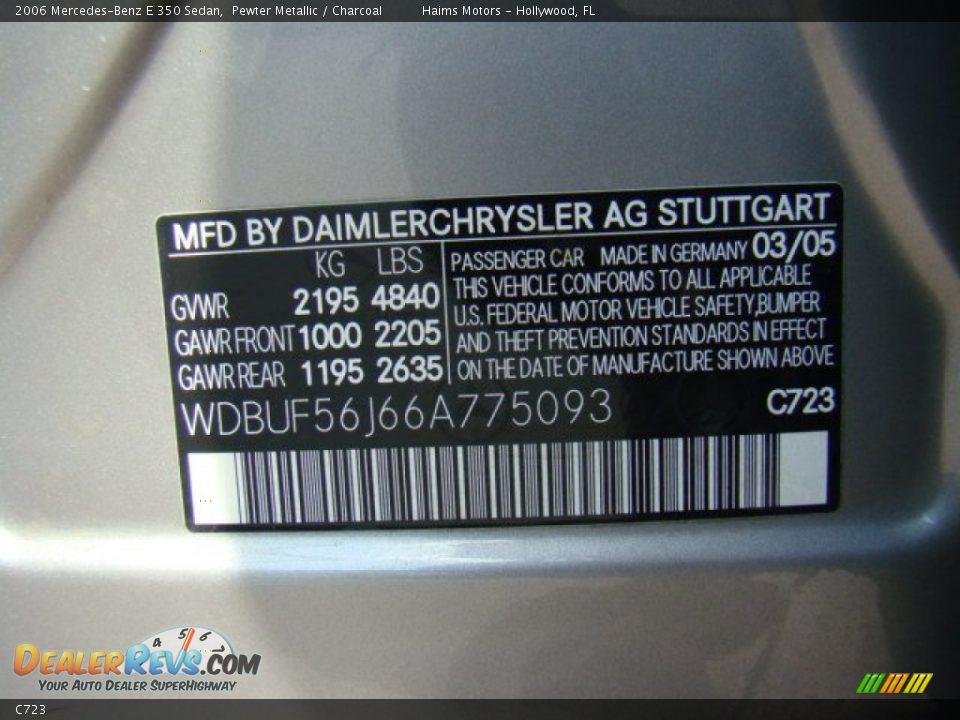 2006 Mercedes-Benz E 350 Sedan, Pewter Metallic / Charcoal Haims Motors - Hollywood, FL
MFD BY DAIMLERCHRYSLER AG STUTTGART
KG LBS
GVWR 2195 4840
GAWR FRONT 1000 2205
GAWR REAR 1195 2635
PASSENGER CAR MADE IN GERMANY 03/05
THIS VEHICLE CONFORMS TO ALL APPLICABLE
U.S. FEDERAL MOTOR VEHICLE SAFETY, BUMPER
AND THEFT PREVENTION STANDARDS IN EFFECT
ON THE DATE OF MANUFACTURE SHOWN ABOVE
WDBUF56J66A775093 C723
4 5 6
DEALERREVS.COM
YOUR AUTO DEALER SUPERHIGHWAY
C723